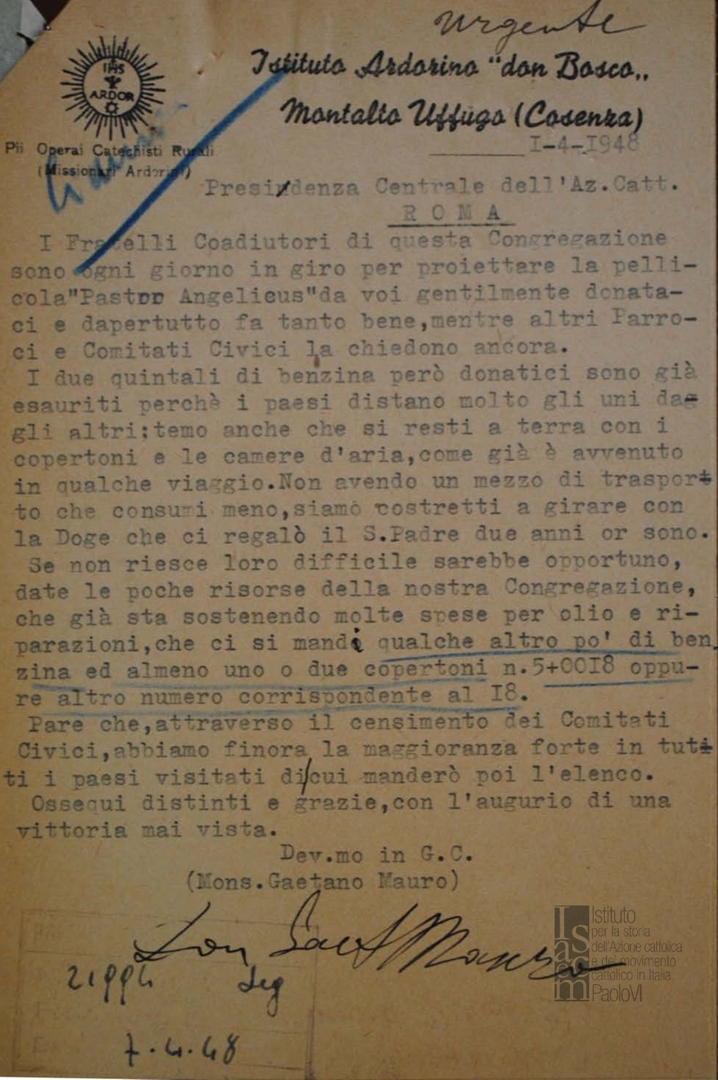 urgente
IHS
ARDOR
Istituto Ardorino "don Bosco,,
Montalto Uffugo (Cosenza)
Pii Operai Catechisti Rurali
(Missionari Ardorini)
I-4-I948
Presindenza Centrale dell'Az.Catt.
ROMA
I Fratelli Coadiutori di questa Congregazione
sono ogni giorno in giro per proiettare la pelli-
cola"Pastor Angelicus"da voi gentilmente donata-
ci e dapertutto fa tanto bene,mentre altri Parro-
ci e Comitati Civici la chiedono ancora.
I due quintali di benzina però donatici sono già
esauriti perchè i paesi distano molto gli uni da
gli altri;temo anche che si resti a terra con i
copertoni e le camere d'aria,come già è avvenuto
in qualche viaggio.Non avendo un mezzo di traspor
to che consumi meno,siamo costretti a girare con
la Doge che ci regalò il S.Padre due anni or sono.
Se non riesce loro difficile sarebbe opportuno,
date le poche risorse della nostra Congregazione,
che già sta sostenendo molte spese per olio e ri-
parazioni,che ci si mandi qualche altro po' di ben
zina ed almeno uno o due copertoni n.5+00I8 oppu-
re altro numero corrispondente al I8.
Pare che,attraverso il censimento dei Comitati
Civici,abbiamo finora la maggioranza forte in tut
ti i paesi visitati di/cui manderò poi l'elenco.
Ossequi distinti e grazie,con l'augurio di una
vittoria mai vista.
Dev.mo in G.C.
(Mons.Gaetano Mauro)
Don Gaet Mauro
21994 Seg
7.4.48
Isacem
Istituto
per la storia
dell'Azione cattolica
e del movimento
cattolico in Italia
PaoloVI